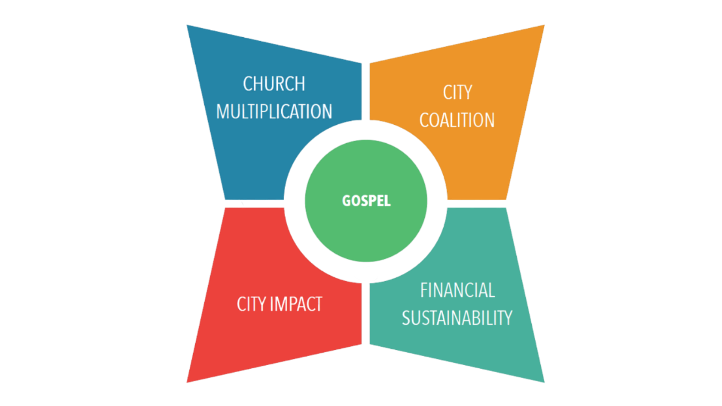 CHURCH
MULTIPLICATION
CITY
COALITION
GOSPEL
CITY IMPACT
FINANCIAL
SUSTAINABILITY